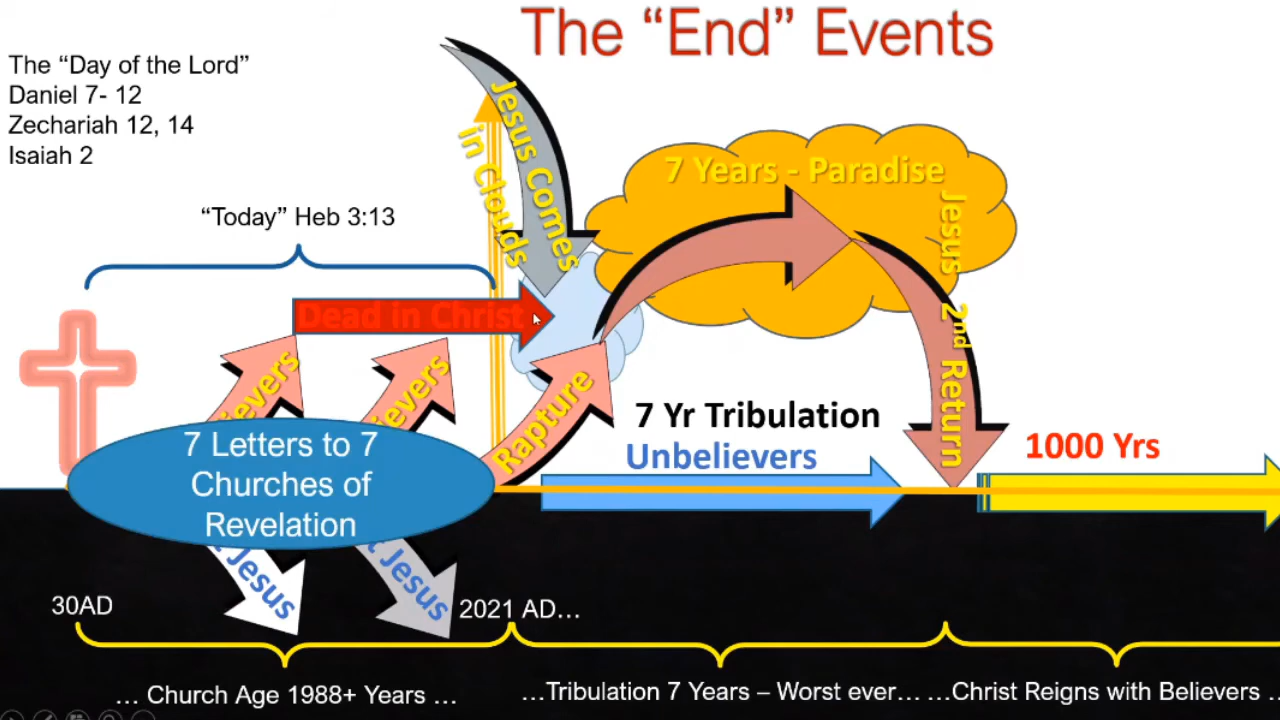 The “End” Events
The “Day of the Lord”
Daniel 7- 12
Zechariah 12, 14
Isaiah 2
“Today” Heb 3:13
Jesus Comes
in Clouds
7 Years - Paradise
Jesus 2nd Return
Dead in Christ
Rapture
7 Yr Tribulation
Unbelievers
1000 Yrs
7 Letters to 7
Churches of
Revelation
Jesus
Jesus
30AD
2021 AD…
… Church Age 1988+ Years …
…Tribulation 7 Years – Worst ever…
…Christ Reigns with Believers …